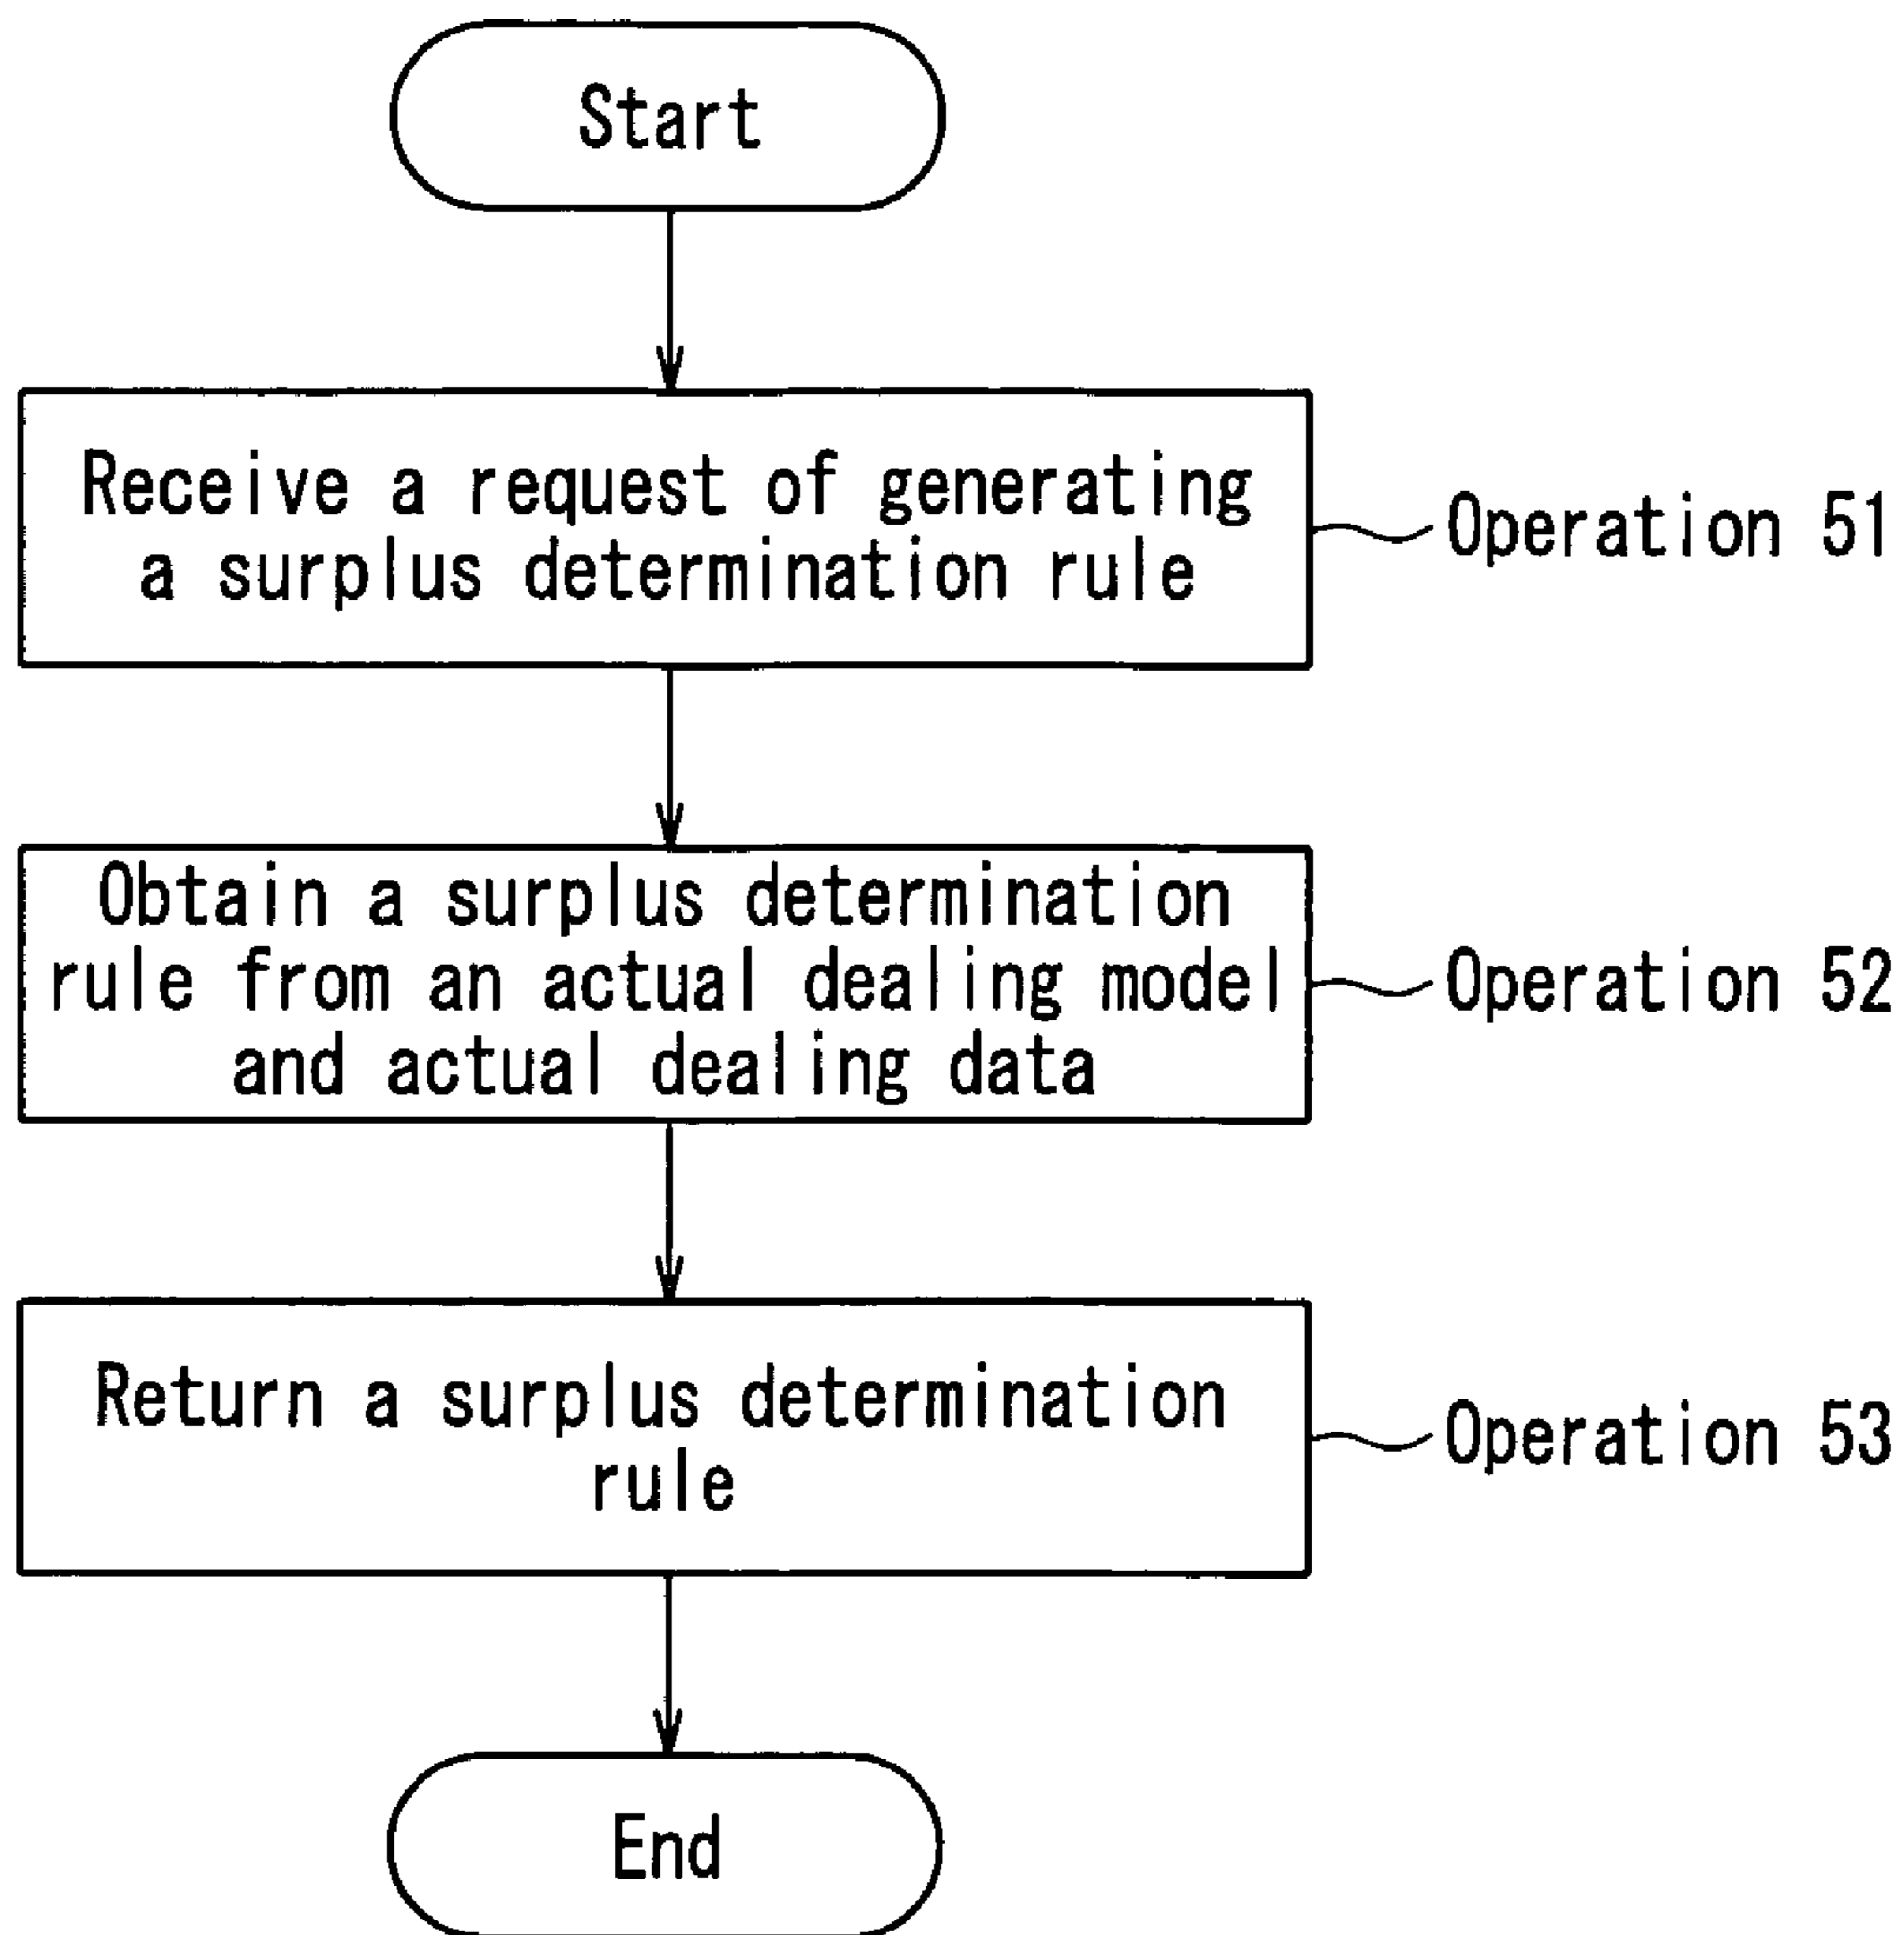 Start
Receive a request of generating
a surplus determination rule
Operation 51
Obtain a surplus determination
rule from an actual dealing model
and actual dealing data
Operation 52
Return a surplus determination
rule
Operation 53
End